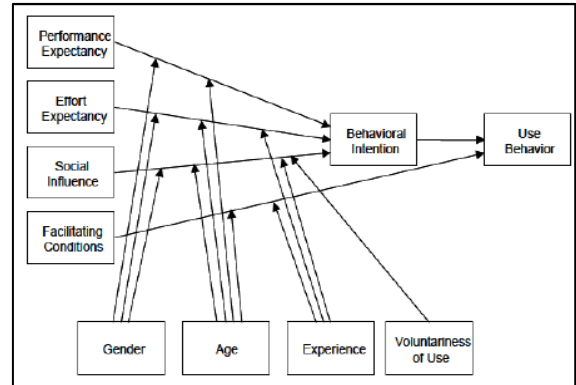 Performance
Expectancy
Effort
Expectancy
Social
Influence
Facilitating
Conditions
Behavioral
Intention
Use
Behavior
Gender
Age
Experience
Voluntariness
of Use